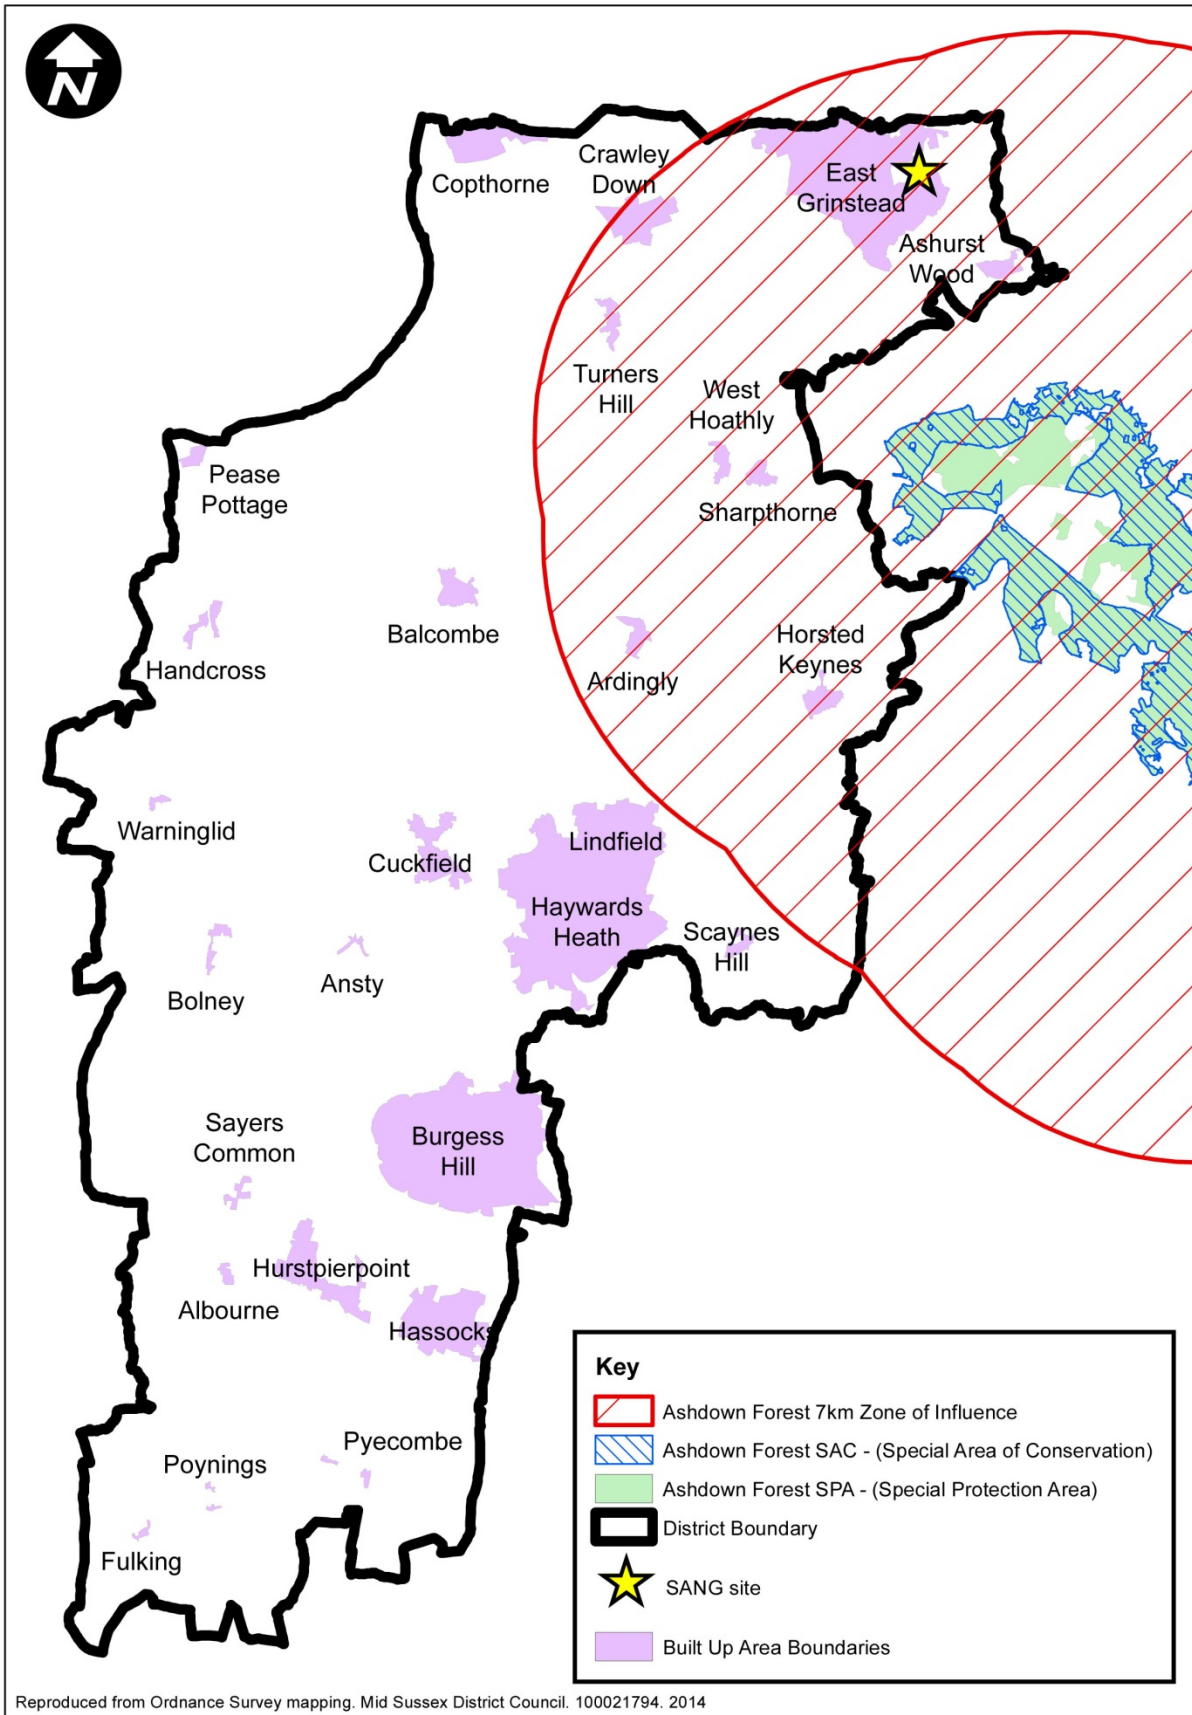 N
Crawley
Down
Copthorne
East
Grinstead
Ashurst
Wood
Turners
Hill
West
Hoathly
Pease
Pottage
Sharpthorne
Balcombe
Handcross
Horsted
Keynes
Ardingly
Warninglid
Cuckfield
Lindfield
Haywards
Heath
Scaynes
Hill
Bolney
Ansty
Sayers
Common
Burgess
Hill
Hurstpierpoint
Albourne
Hassocks
Pyecombe
Poynings
Fulking
Key
Ashdown Forest 7km Zone of Influence
Ashdown Forest SAC - (Special Area of Conservation)
Ashdown Forest SPA - (Special Protection Area)
District Boundary
SANG site
Built Up Area Boundaries
Reproduced from Ordnance Survey mapping. Mid Sussex District Council. 100021794. 2014